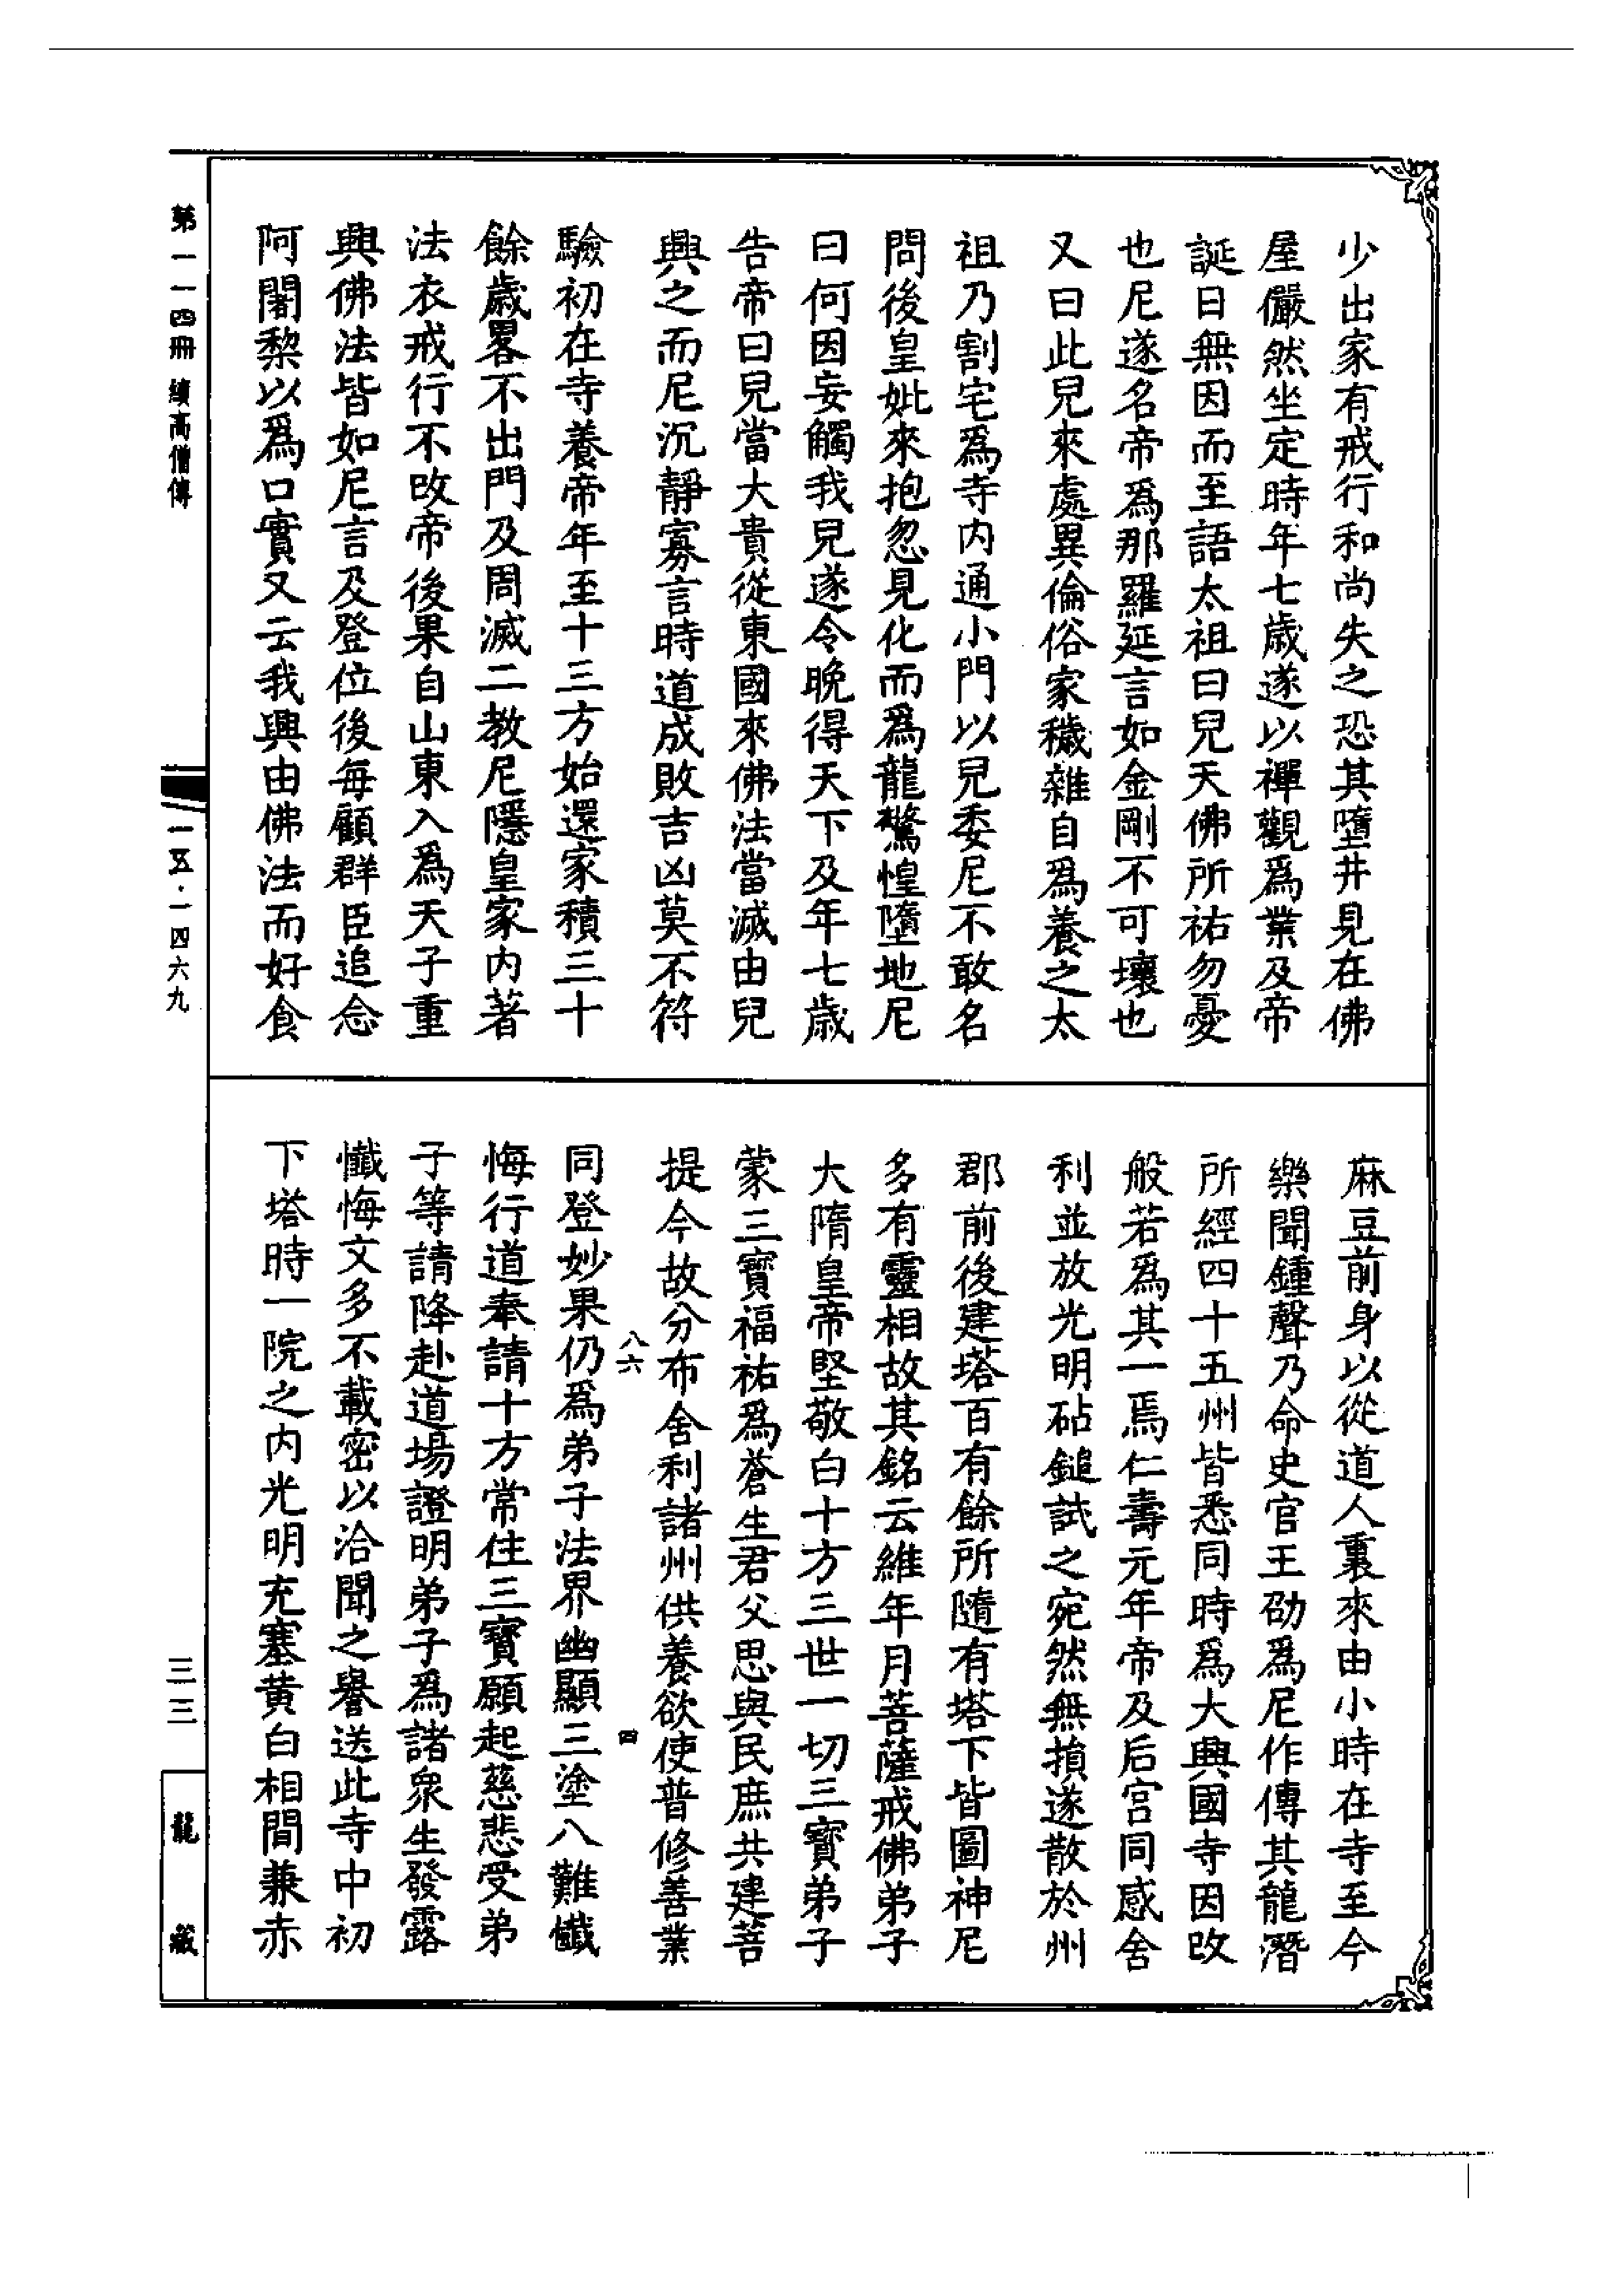 少出家有戒行和尚失之恐其墮井見在佛
屋儼然坐定時年七歲遂以禪觀爲業及帝
誕日無因而至語太祖曰兒天佛所祐勿憂
也尼遂名帝爲那羅延言如金剛不可壞也
又曰此兒來處異倫俗家穢雜自爲養之太
祖乃割宅爲寺内通小門以兒委尼不敢名
問後皇妣來抱忽見化而爲龍驚惶墮地尼
曰何因妄觸我兒遂令晚得天下及年七歲
告帝曰兒當大貴從東國來佛法當滅由兒
興之而尼沉靜寡言時道成敗吉凶莫不符
驗初在寺養帝年至十三方始還家積三十
餘歲畧不出門及周滅二教尼隱皇家内著
法衣戒行不改帝後果自山東入爲天子重
興佛法皆如尼言及登位後每顧群臣追念
阿闍黎以爲口實又云我興由佛法而好食
麻豆前身以從道人裏來由小時在寺至今
樂聞鍾聲乃命史官王劭爲尼作傳其龍潛
所經四十五州皆悉同時爲大興國寺因改
般若爲其一焉仁壽元年帝及后宮同感舍
利並放光明砧鎚試之宛然無損遂散於州
郡前後建塔百有餘所隨有塔下皆圖神尼
多有靈相故其銘云維年月菩薩戒佛弟子
大隋皇帝堅敬白十方三世一切三寶弟子
蒙三寶福祐爲蒼生君父思與民庶共建菩
提今故分布舍利諸州供養欲使普修善業
八六
四
同登妙果仍爲弟子法界幽顯三塗八難懺
悔行道奉請十方常住三寶願起慈悲受弟
子等請降赴道場證明弟子爲諸衆生發露
懺悔文多不載密以洽聞之譽送此寺中初
下塔時一院之内光明充塞黄白相間兼赤
第一一四冊 續高僧傳
一五·一四六九
三三
龍藏